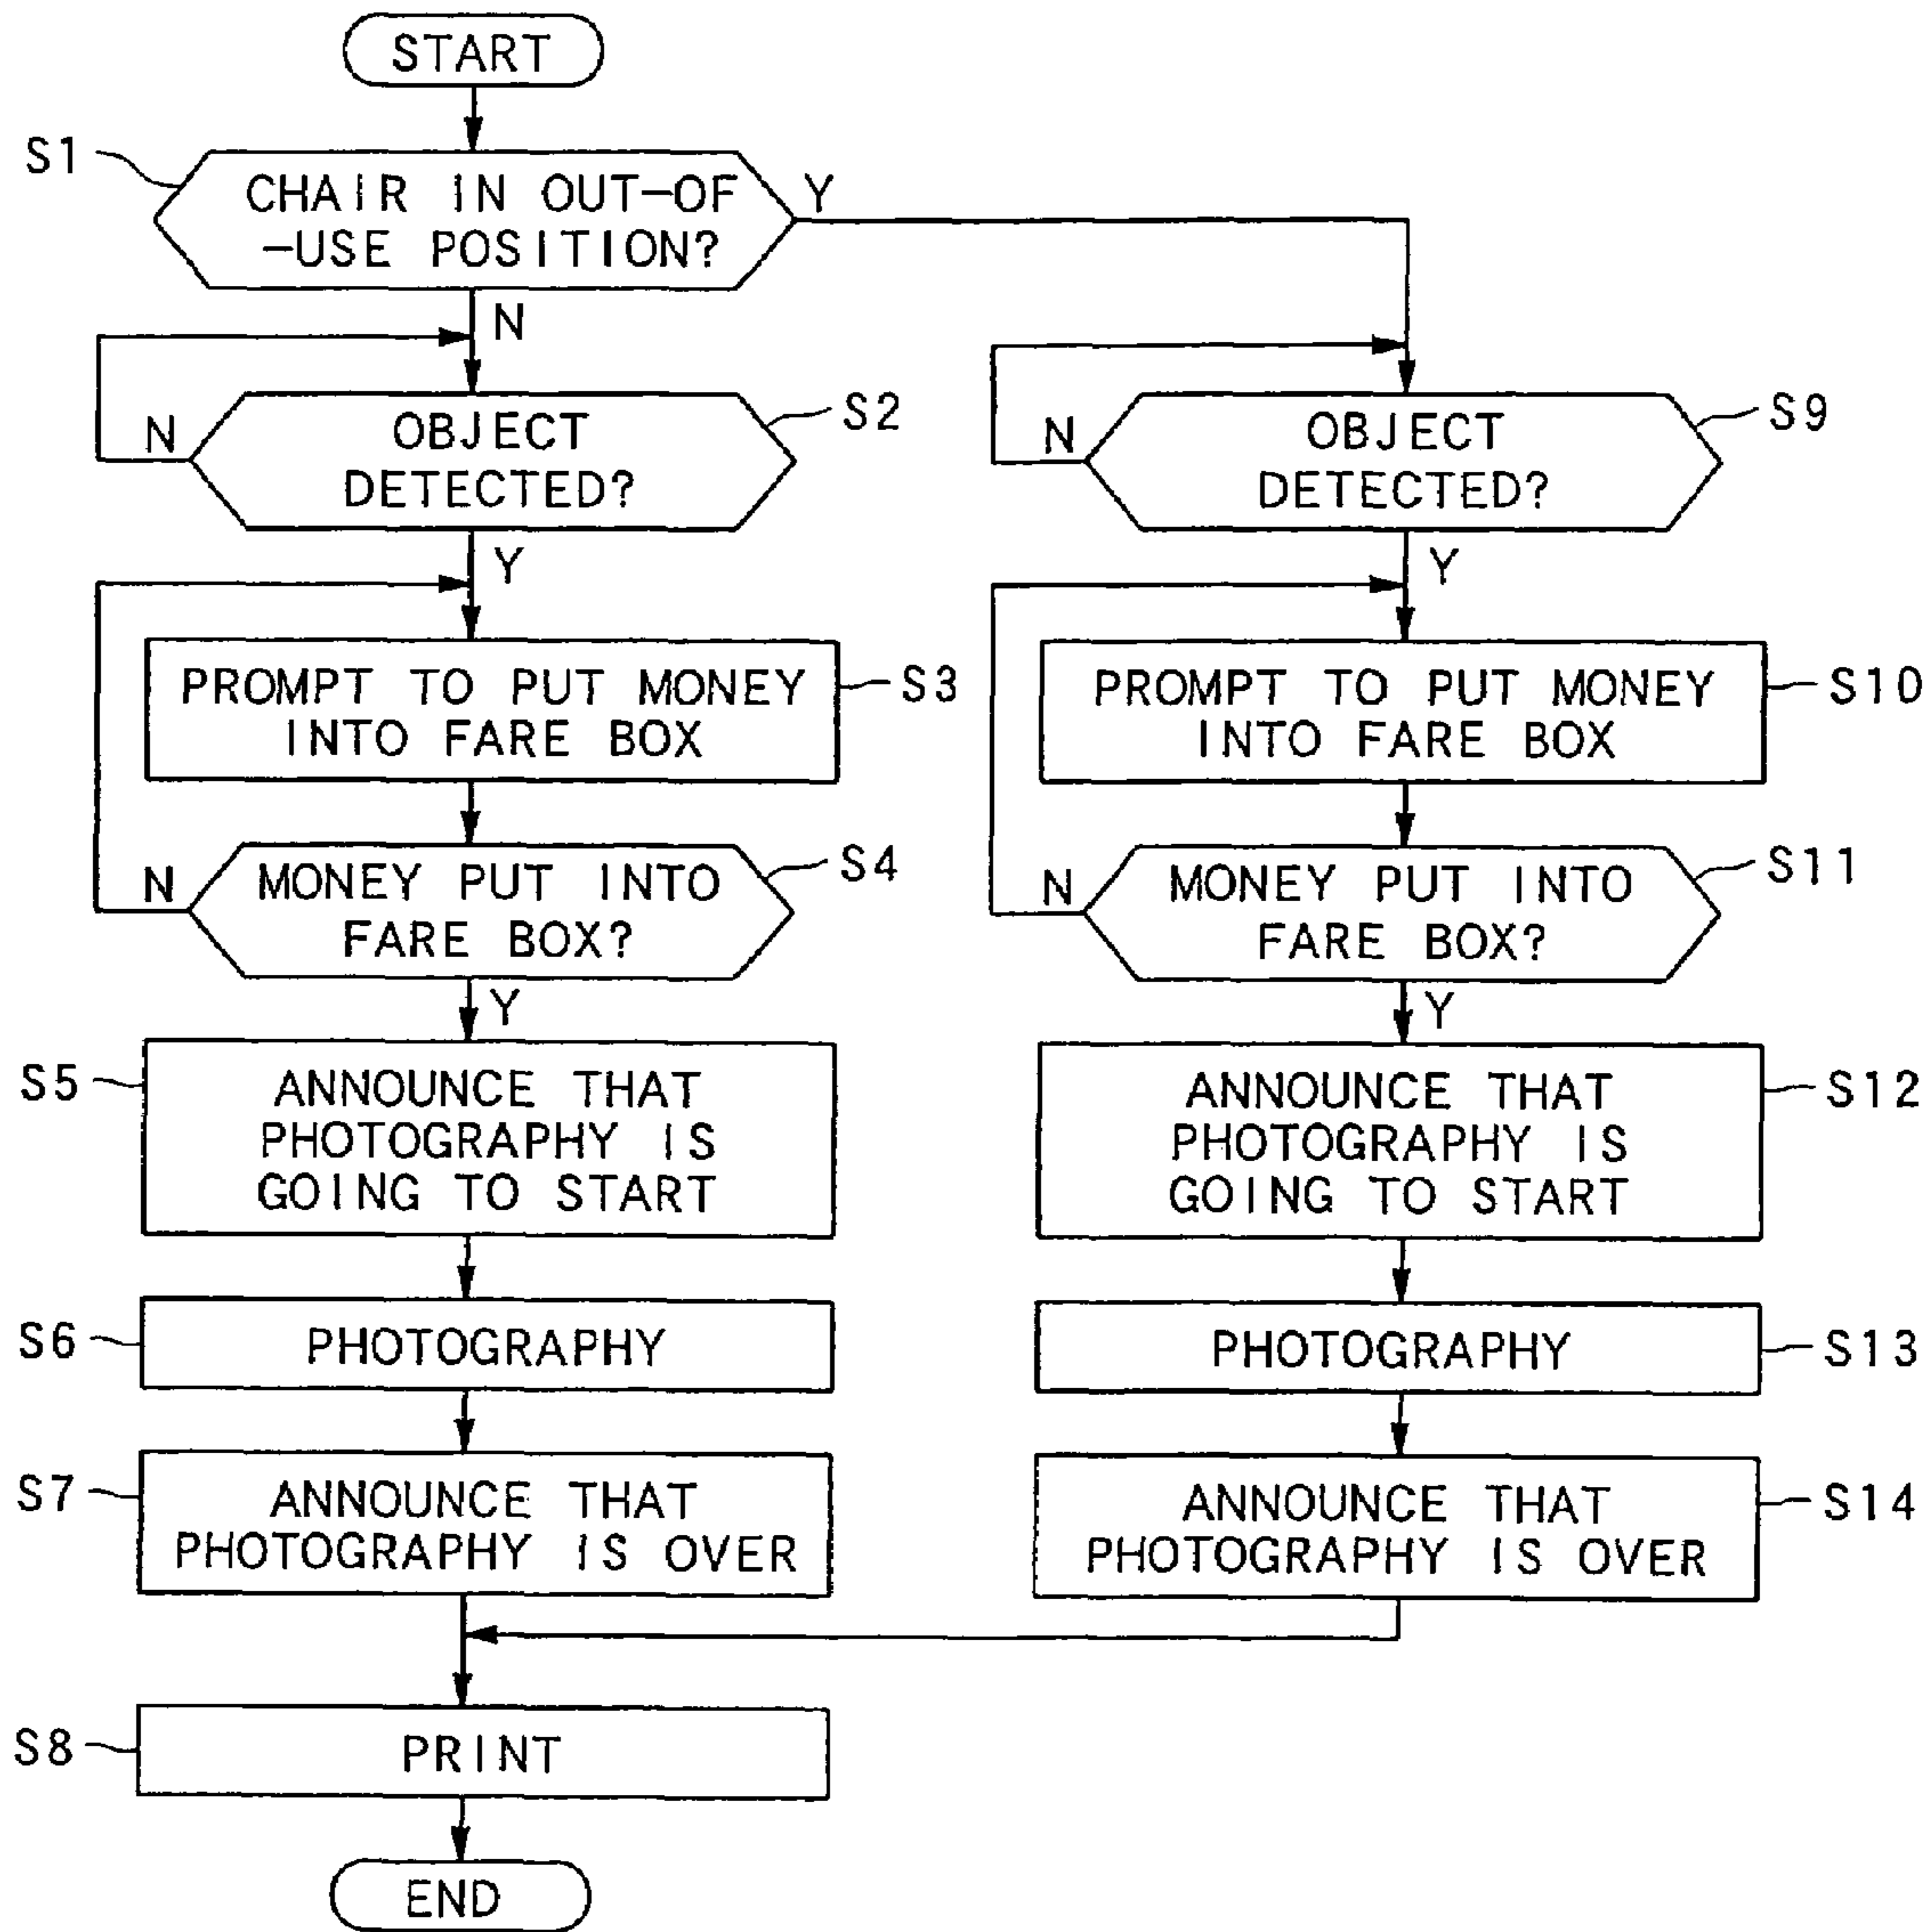 START
S1
CHAIR IN OUT-OF
-USE POSITION?
Y
N
N
OBJECT
DETECTED?
S2
Y
PROMPT TO PUT MONEY
INTO FARE BOX
S3
N
MONEY PUT INTO
FARE BOX?
S4
Y
S5
ANNOUNCE THAT
PHOTOGRAPHY IS
GOING TO START
S6
PHOTOGRAPHY
S7
ANNOUNCE THAT
PHOTOGRAPHY IS OVER
S8
PRINT
END
N
OBJECT
DETECTED?
S9
Y
PROMPT TO PUT MONEY
INTO FARE BOX
S10
N
MONEY PUT INTO
FARE BOX?
S11
Y
ANNOUNCE THAT
PHOTOGRAPHY IS
GOING TO START
S12
PHOTOGRAPHY
S13
ANNOUNCE THAT
PHOTOGRAPHY IS OVER
S14